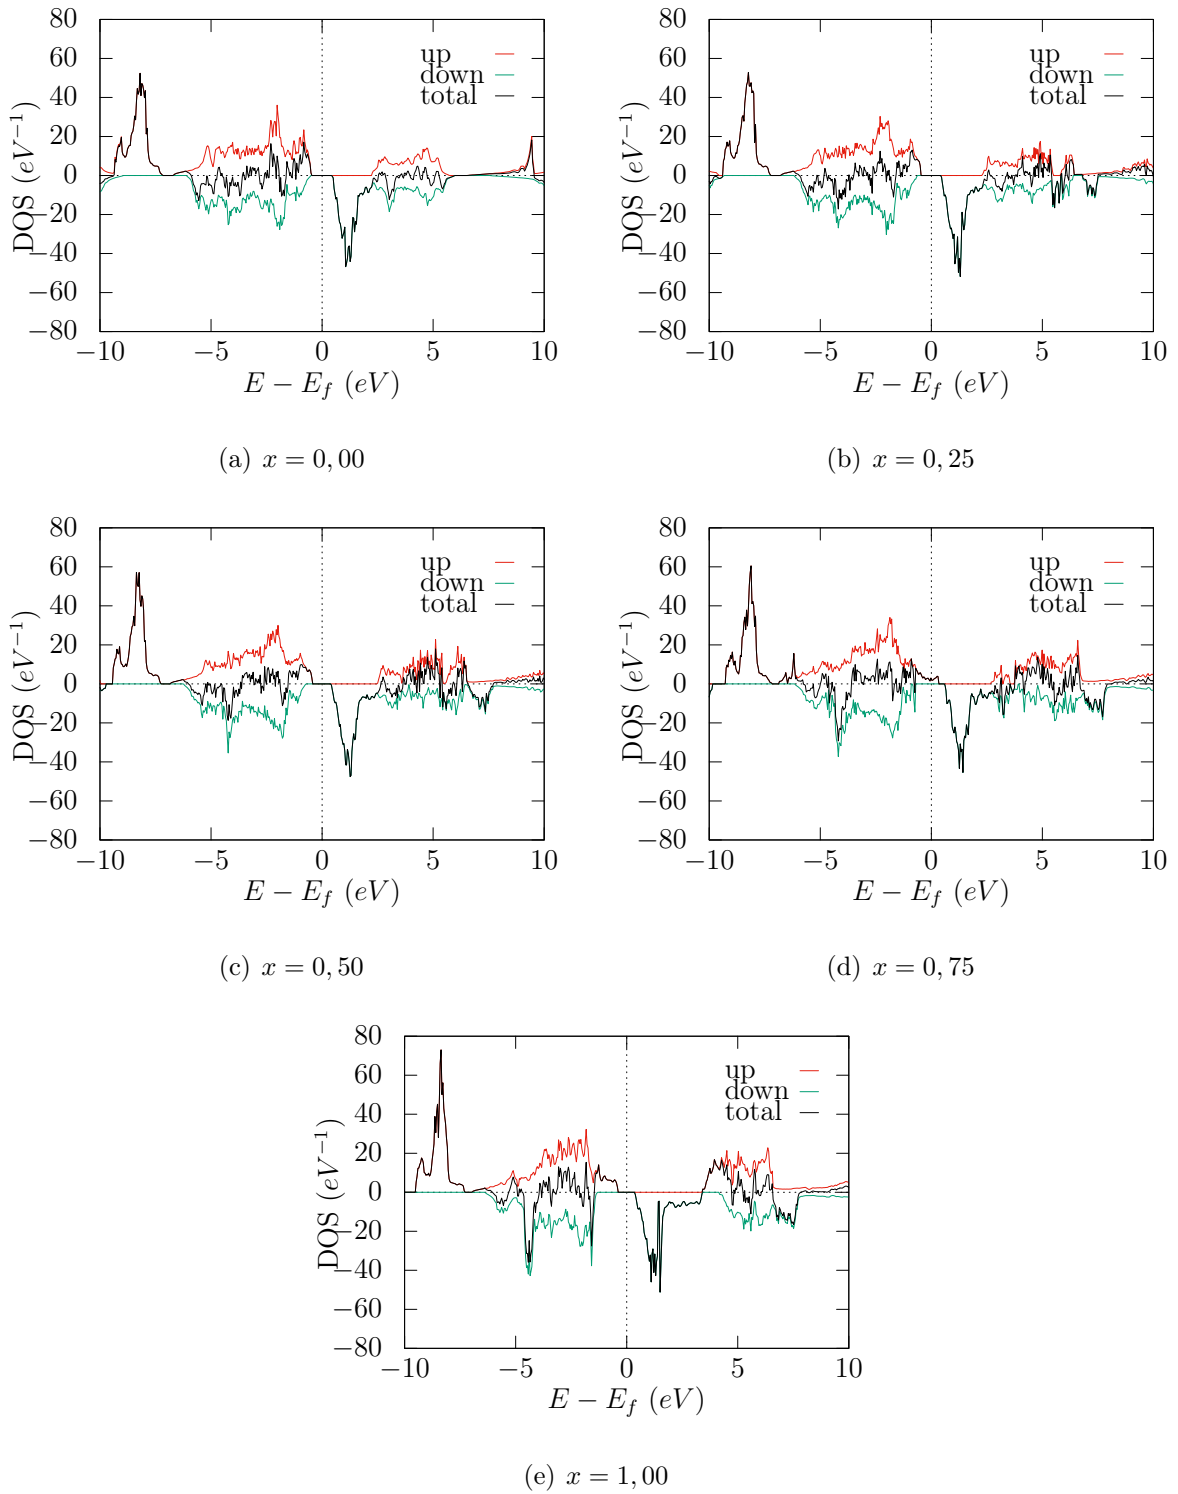 80
60
40
20
0
−20
−40
−60
−80
DOS (eV⁻¹)
up
down
total
−10 −5 0 5 10
E − E_f (eV)
(a) x = 0, 00
80
60
40
20
0
−20
−40
−60
−80
DOS (eV⁻¹)
up
down
total
−10 −5 0 5 10
E − E_f (eV)
(b) x = 0, 25
80
60
40
20
0
−20
−40
−60
−80
DOS (eV⁻¹)
up
down
total
−10 −5 0 5 10
E − E_f (eV)
(c) x = 0, 50
80
60
40
20
0
−20
−40
−60
−80
DOS (eV⁻¹)
up
down
total
−10 −5 0 5 10
E − E_f (eV)
(d) x = 0, 75
80
60
40
20
0
−20
−40
−60
−80
DOS (eV⁻¹)
up
down
total
−10 −5 0 5 10
E − E_f (eV)
(e) x = 1, 00